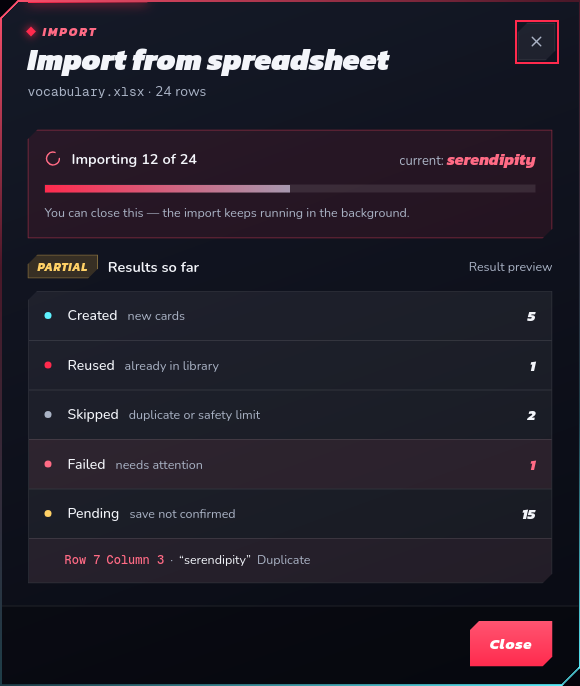 IMPORT
Import from spreadsheet
vocabulary.xlsx · 24 rows
Importing 12 of 24
current: serendipity
You can close this — the import keeps running in the background.
PARTIAL Results so far Result preview
Created new cards 5
Reused already in library 1
Skipped duplicate or safety limit 2
Failed needs attention 1
Pending save not confirmed 15
Row 7 Column 3 · “serendipity” Duplicate
Close